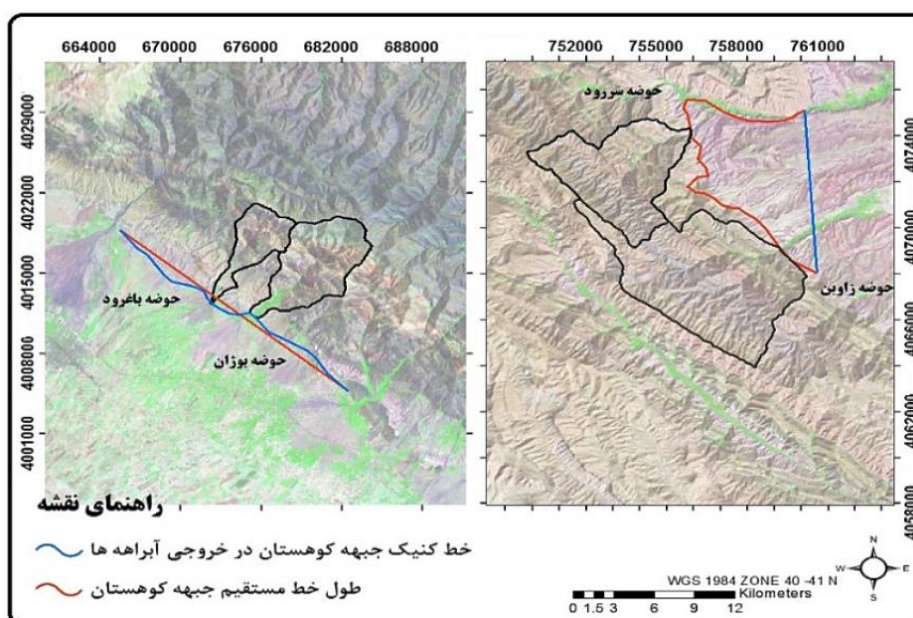 664000 670000 676000 682000 688000
752000 755000 758000 761000
4029000
4022000
4015000
4008000
4001000
4074000
4070000
4066000
4062000
4058000
حوضه سررود
حوضه زاوین
حوضه باغرود
حوضه بوژان
راهنمای نقشه
خط کنیک جبهه کوهستان در خروجی آبراهه ها
طول خط مستقیم جبهه کوهستان
N
W E
S
WGS 1984 ZONE 40 -41 N
Kilometers
0 1.5 3 6 9 12